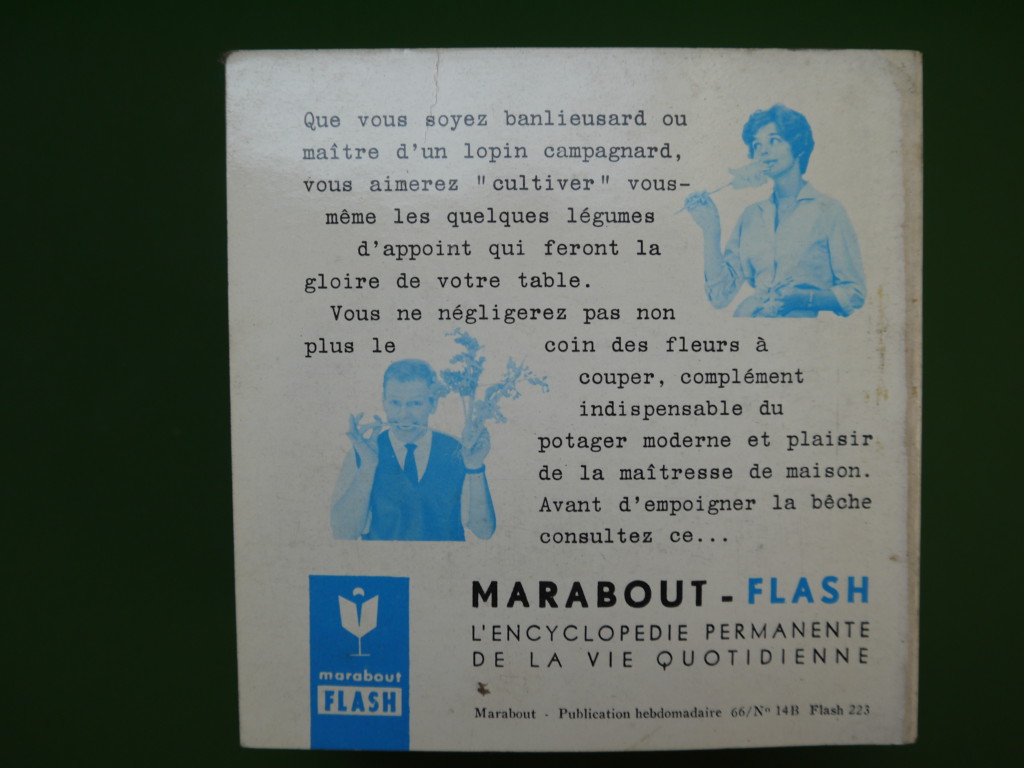 Que vous soyez banlieusard ou
maître d'un lopin campagnard,
vous aimerez "cultiver" vous-
même les quelques légumes
d'appoint qui feront la
gloire de votre table.
Vous ne négligerez pas non
plus le coin des fleurs à
couper, complément
indispensable du
potager moderne et plaisir
de la maîtresse de maison.
Avant d'empoigner la bêche
consultez ce...
MARABOUT - FLASH
L'ENCYCLOPEDIE PERMANENTE
DE LA VIE QUOTIDIENNE
marabout
FLASH
Marabout - Publication hebdomadaire 66/Nº 14B Flash 223